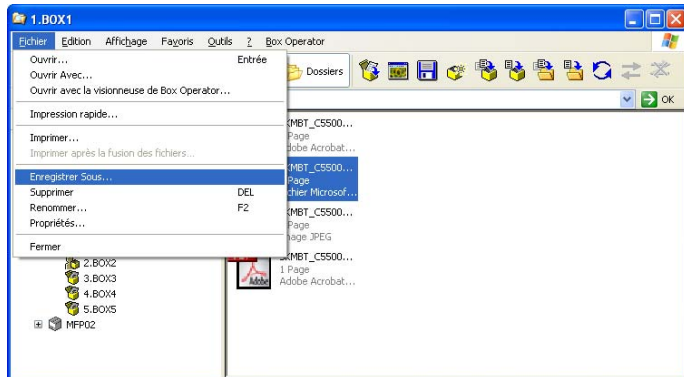 1.BOX1
Fichier Edition Affichage Favoris Outils ? Box Operator
Ouvrir... Entrée
Ouvrir Avec...
Ouvrir avec la visionneuse de Box Operator...
Impression rapide...
Imprimer...
Imprimer après la fusion des fichiers...
Enregistrer Sous...
Supprimer DEL
Renommer... F2
Propriétés...
Fermer
Dossiers
OK
KMBT_C5500...
Page
dobe Acrobat...
KMBT_C5500...
Page
chier Microsof...
KMBT_C5500...
Page
mage JPEG
SKMBT_C5500...
1 Page
Adobe Acrobat...
Adobe
2.BOX2
3.BOX3
4.BOX4
5.BOX5
MFP02